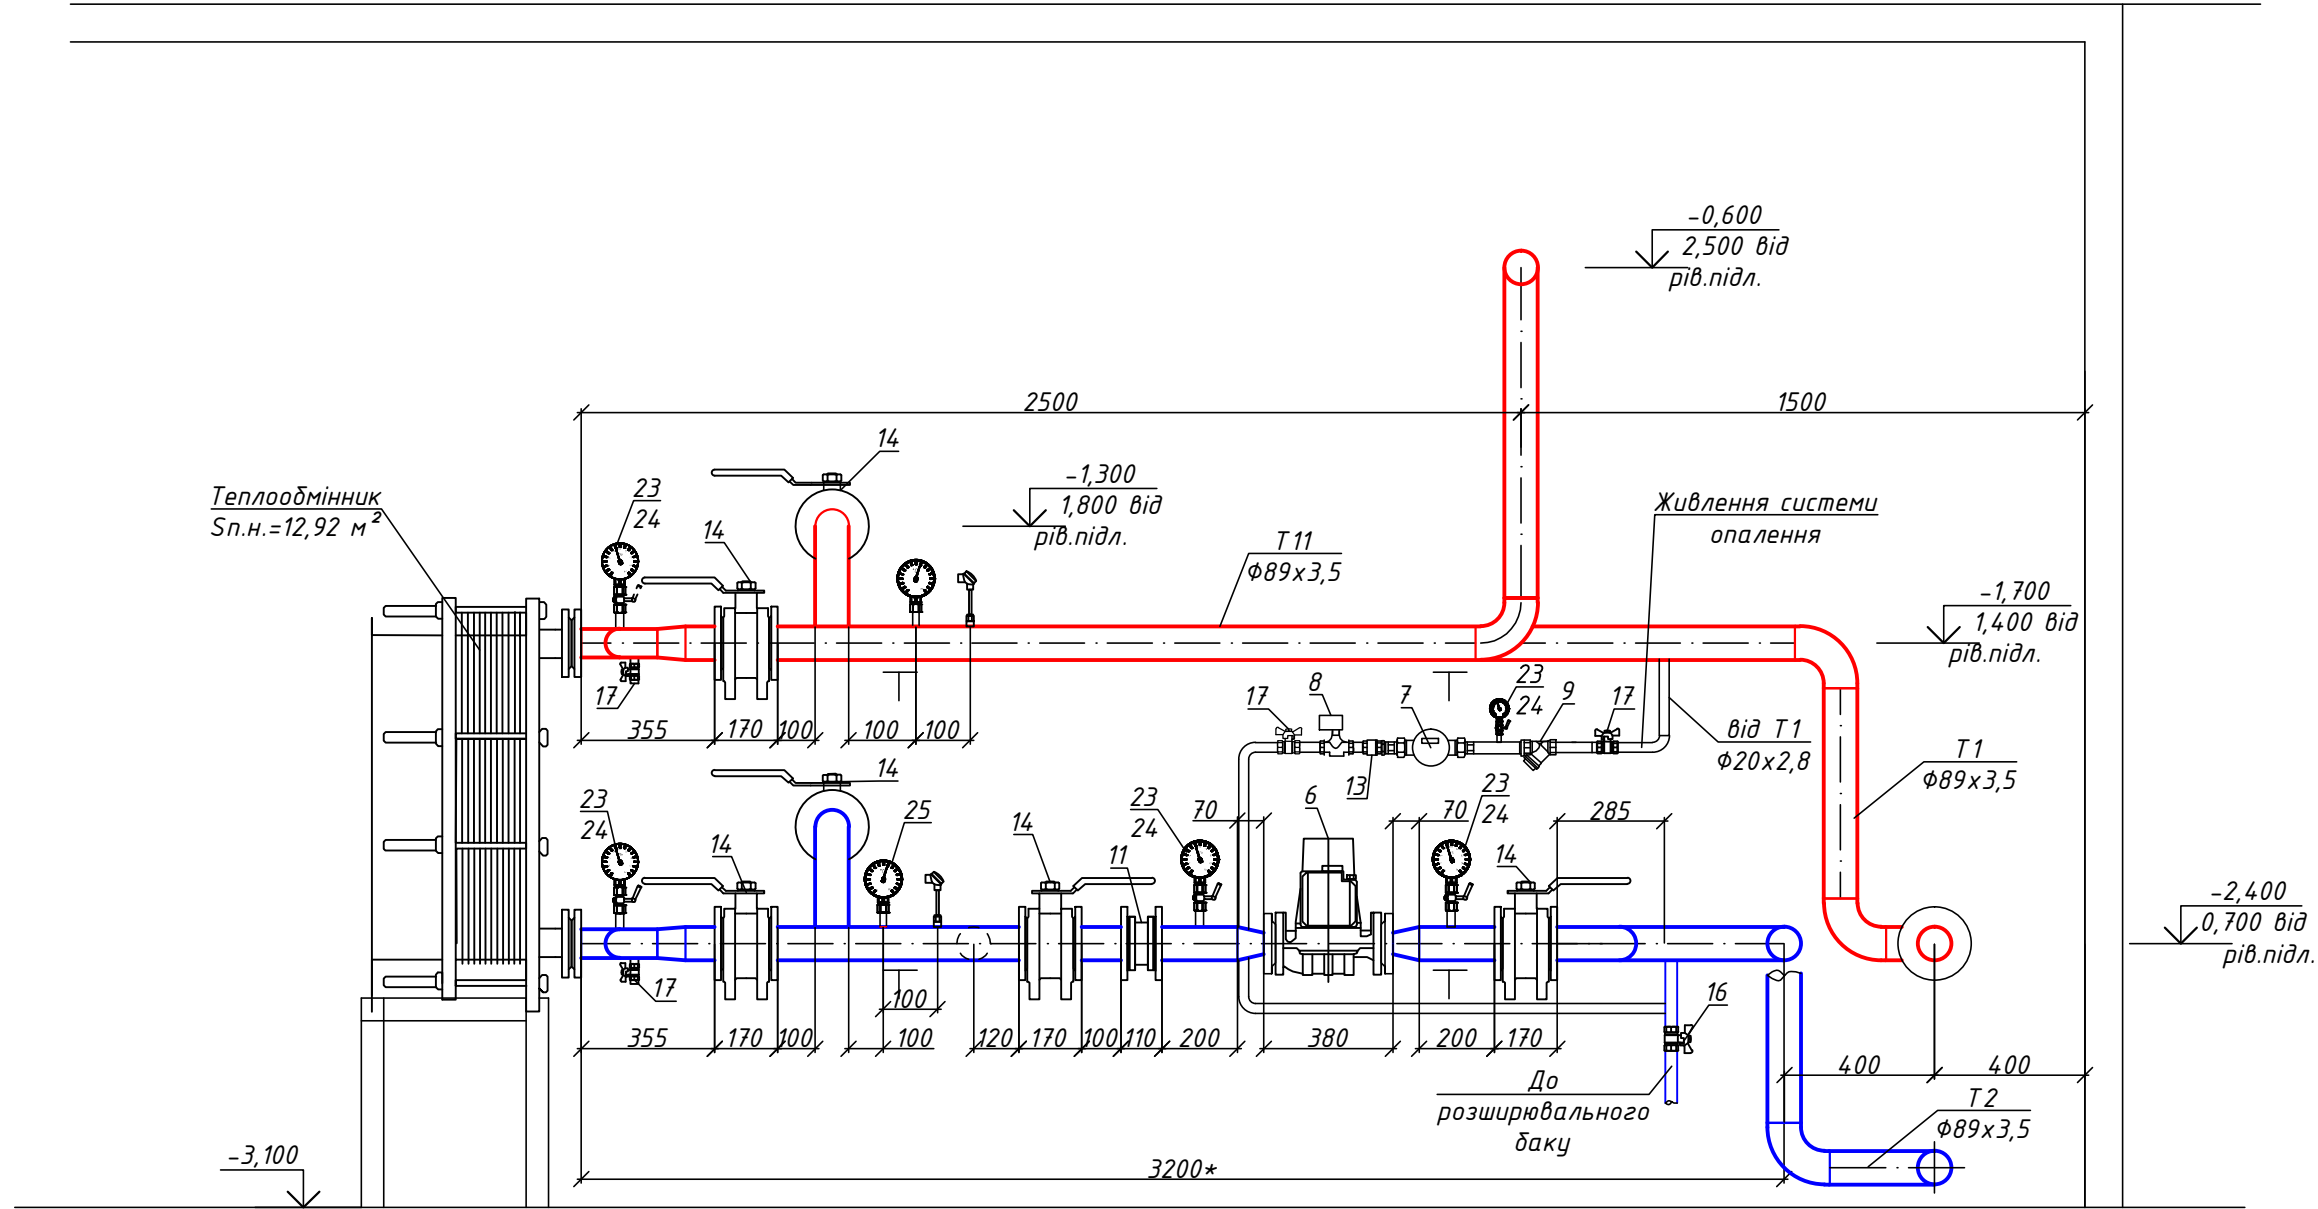 -0,600
2,500 від
рів.підл.
2500
1500
14
-1,300
1,800 від
рів.підл.
Теплообмінник
Sп.н.=12,92 м²
23
24
14
Т11
Ф89х3,5
Живлення системи
опалення
-1,700
1,400 від
рів.підл.
17
355
170
100
100
100
17
8
7
23
24
9
17
від Т1
Ф20х2,8
Т1
Ф89х3,5
14
13
23
24
14
25
14
11
23
24
70
6
70
23
24
14
285
-2,400
0,700 від
рів.підл.
17
100
16
355
170
100
100
120
170
100
110
200
380
200
170
400
400
До
розширювального
баку
Т2
Ф89х3,5
-3,100
3200*